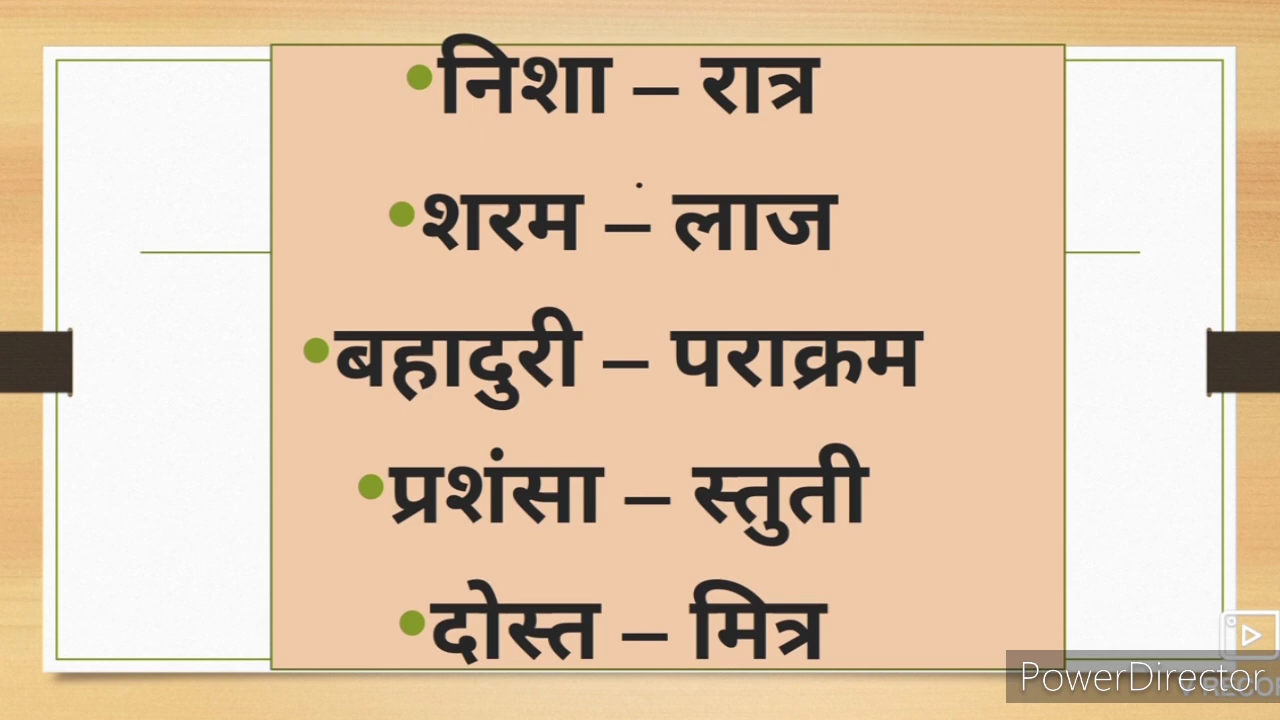 •निशा – रात्र
•शरम – लाज
•बहादुरी – पराक्रम
•प्रशंसा – स्तुती
•दोस्त – मित्र
PowerDirector